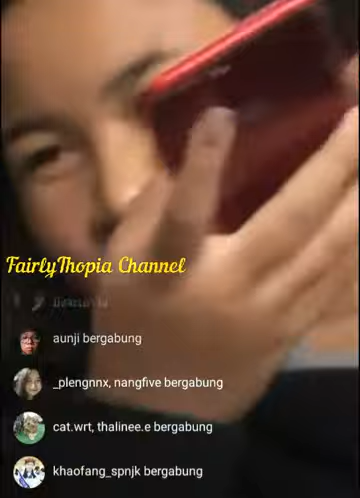 FairlyThopia Channel
aunji bergabung
_plengnnx, nangfive bergabung
cat.wrt, thalinee.e bergabung
khaofang_spnjk bergabung